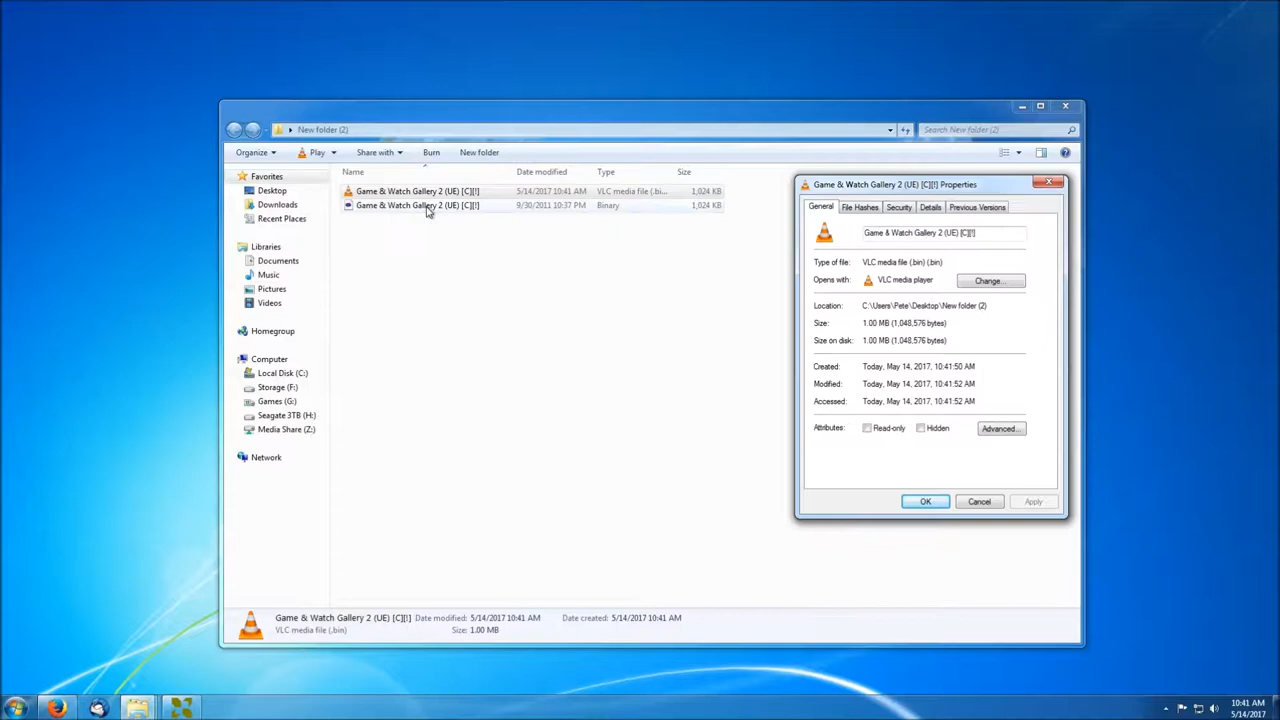 New folder (2)
Search New folder (2)
Organize
Play
Share with
Burn
New folder
Name
Date modified
Type
Size
Favorites
Desktop
Downloads
Recent Places
Libraries
Documents
Music
Pictures
Videos
Homegroup
Computer
Local Disk (C:)
Storage (F:)
Games (G:)
Seagate 3TB (H:)
Media Share (Z:)
Network
Game & Watch Gallery 2 (UE) [C][!] 5/14/2017 10:41 AM VLC media file (.bi... 1,024 KB
Game & Watch Gallery 2 (UE) [C][!] 9/30/2011 10:37 PM Binary 1,024 KB
Game & Watch Gallery 2 (UE) [C][!] Properties
General File Hashes Security Details Previous Versions
Game & Watch Gallery 2 (UE) [C][!]
Type of file: VLC media file (.bin) (.bin)
Opens with: VLC media player Change...
Location: C:\Users\Pete\Desktop\New folder (2)
Size: 1.00 MB (1,048,576 bytes)
Size on disk: 1.00 MB (1,048,576 bytes)
Created: Today, May 14, 2017, 10:41:50 AM
Modified: Today, May 14, 2017, 10:41:52 AM
Accessed: Today, May 14, 2017, 10:41:52 AM
Attributes: Read-only Hidden Advanced...
OK Cancel Apply
Game & Watch Gallery 2 (UE) [C][!] Date modified: 5/14/2017 10:41 AM Date created: 5/14/2017 10:41 AM
VLC media file (.bin) Size: 1.00 MB
10:41 AM
5/14/2017